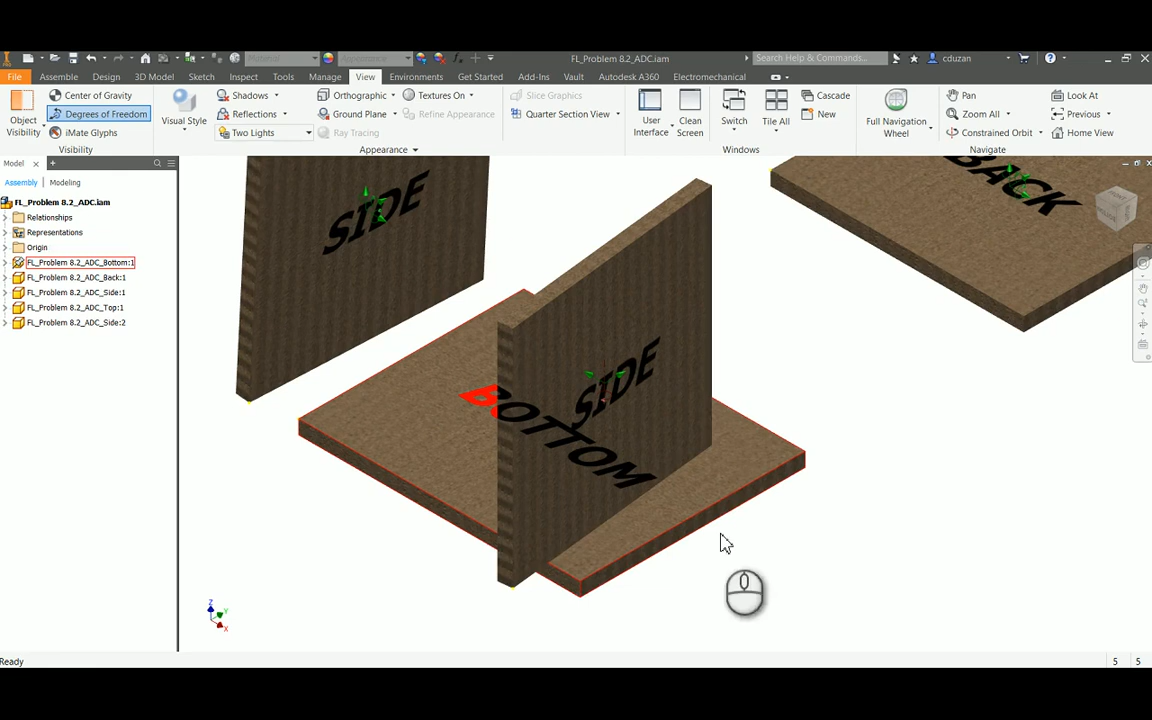 Material
Appearance
FL_Problem 8.2_ADC.iam
Search Help & Commands...
cduzan
File
Assemble
Design
3D Model
Sketch
Inspect
Tools
Manage
View
Environments
Get Started
Add-Ins
Vault
Autodesk A360
Electromechanical
Object Visibility
Center of Gravity
Degrees of Freedom
iMate Glyphs
Visibility
Visual Style
Shadows
Reflections
Two Lights
Orthographic
Ground Plane
Ray Tracing
Textures On
Refine Appearance
Appearance
Slice Graphics
Quarter Section View
User Interface
Clean Screen
Switch
Tile All
Cascade
New
Windows
Full Navigation Wheel
Pan
Zoom All
Constrained Orbit
Look At
Previous
Home View
Navigate
Model
Assembly
Modeling
FL_Problem 8.2_ADC.iam
Relationships
Representations
Origin
FL_Problem 8.2_ADC_Bottom:1
FL_Problem 8.2_ADC_Back:1
FL_Problem 8.2_ADC_Side:1
FL_Problem 8.2_ADC_Top:1
FL_Problem 8.2_ADC_Side:2
SIDE
BACK
SIDE
BOTTOM
Z
Y
X
Ready
5
5